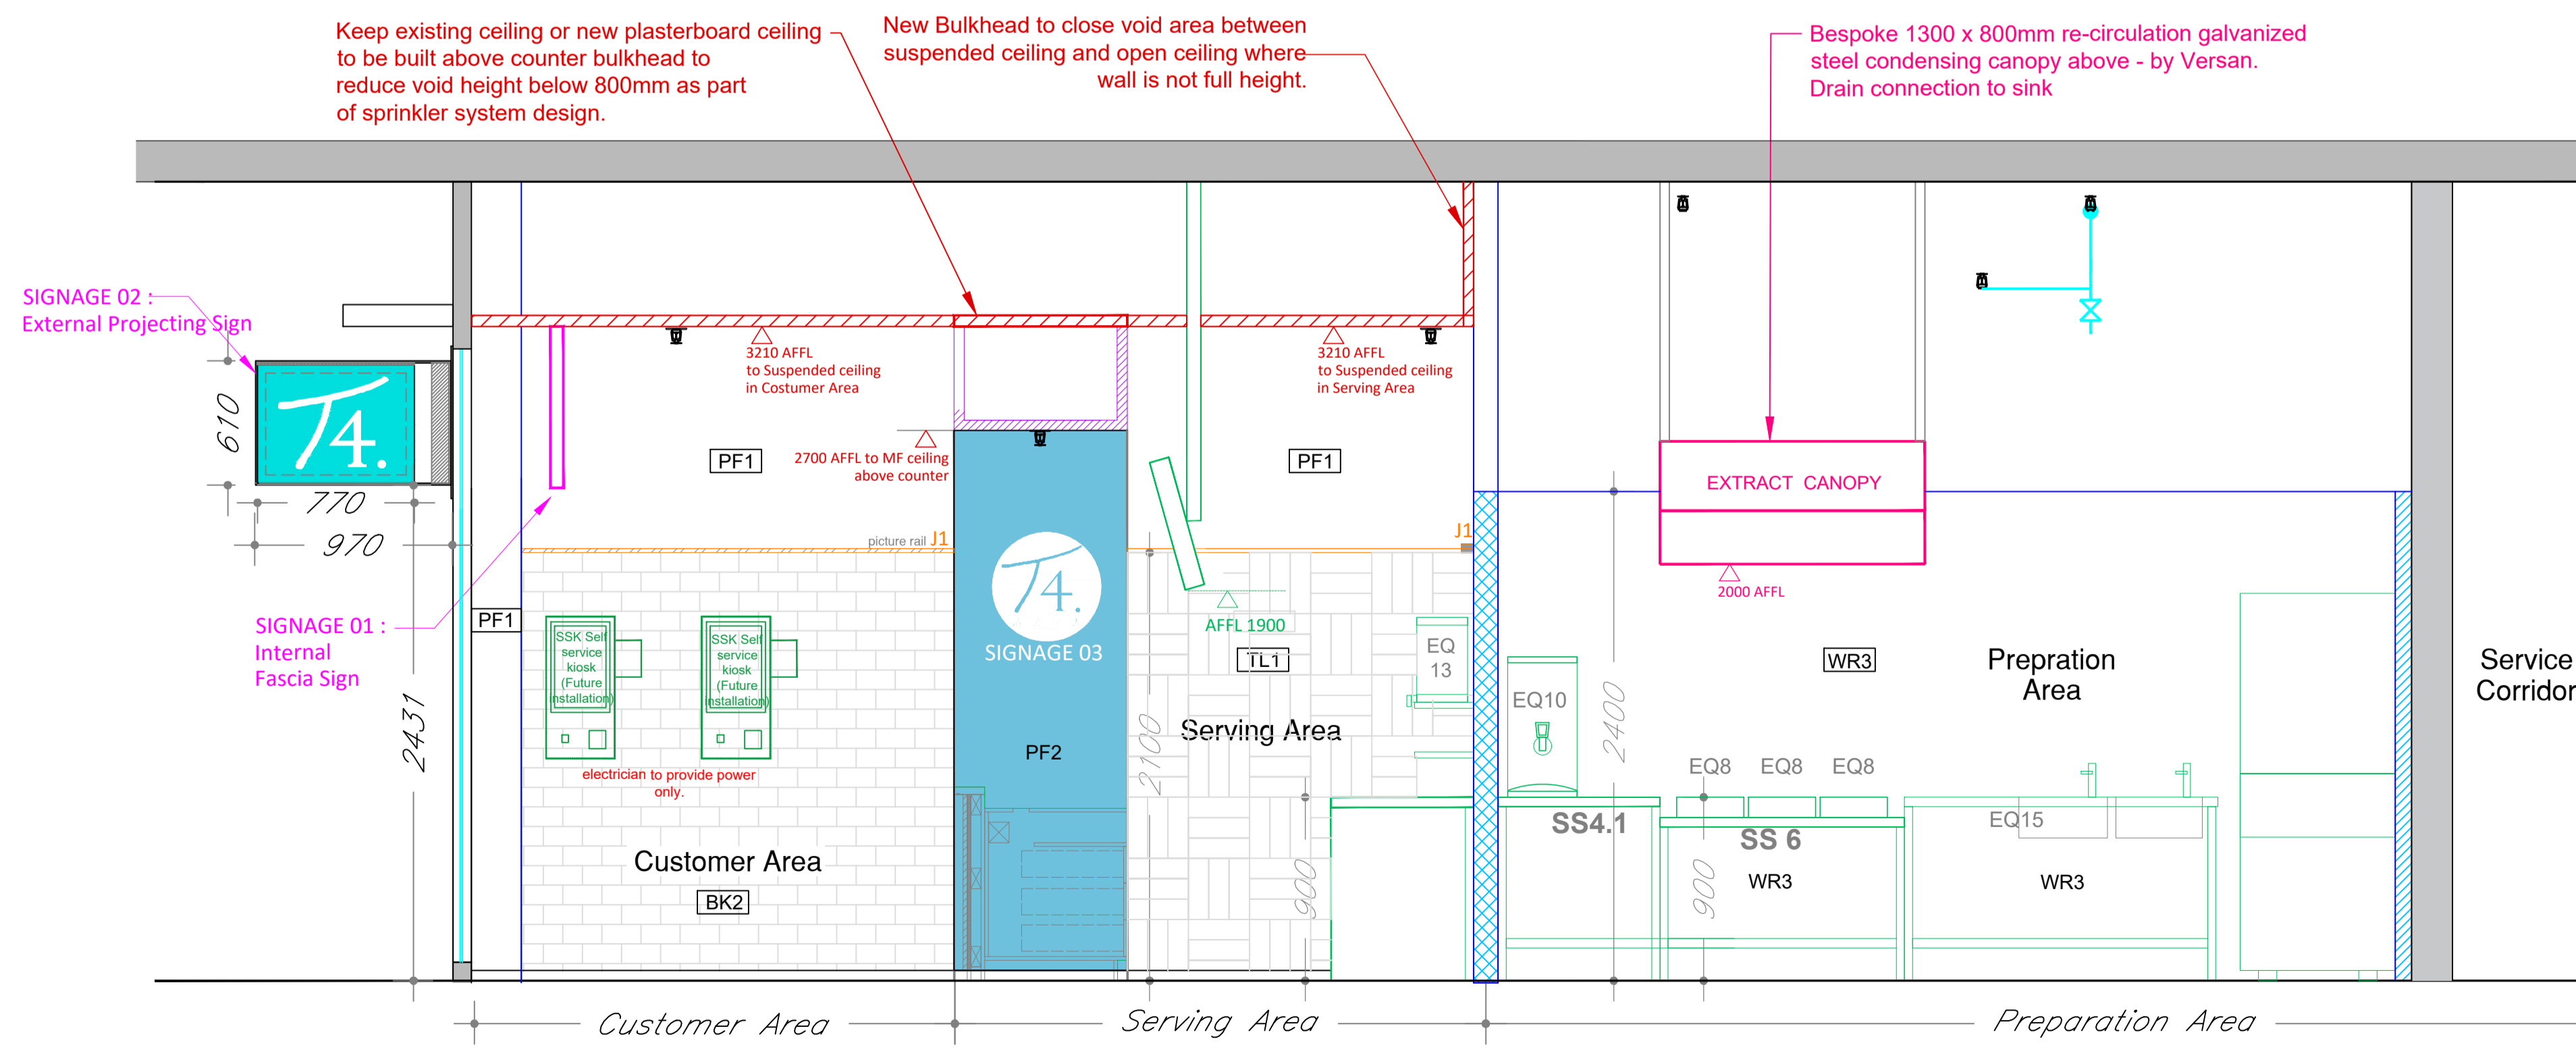 Keep existing ceiling or new plasterboard ceiling
to be built above counter bulkhead to
reduce void height below 800mm as part
of sprinkler system design.
New Bulkhead to close void area between
suspended ceiling and open ceiling where
wall is not full height.
Bespoke 1300 x 800mm re-circulation galvanized
steel condensing canopy above - by Versan.
Drain connection to sink
SIGNAGE 02 :
External Projecting Sign
T4.
610
770
970
2431
SIGNAGE 01 :
Internal
Fascia Sign
PF1
3210 AFFL
to Suspended ceiling
in Costumer Area
PF1
2700 AFFL to MF ceiling
above counter
picture rail J1
SSK Self
service
kiosk
(Future
installation)
SSK Self
service
kiosk
(Future
installation)
electrician to provide power
only.
Customer Area
BK2
T4.
SIGNAGE 03
PF2
3210 AFFL
to Suspended ceiling
in Serving Area
PF1
J1
AFFL 1900
TL1
EQ
13
Serving Area
2100
900
EXTRACT CANOPY
2000 AFFL
EQ10
2400
WR3
Prepration
Area
EQ8 EQ8 EQ8
SS4.1
SS 6
EQ15
900
WR3
WR3
Service
Corridor
Customer Area
Serving Area
Preparation Area